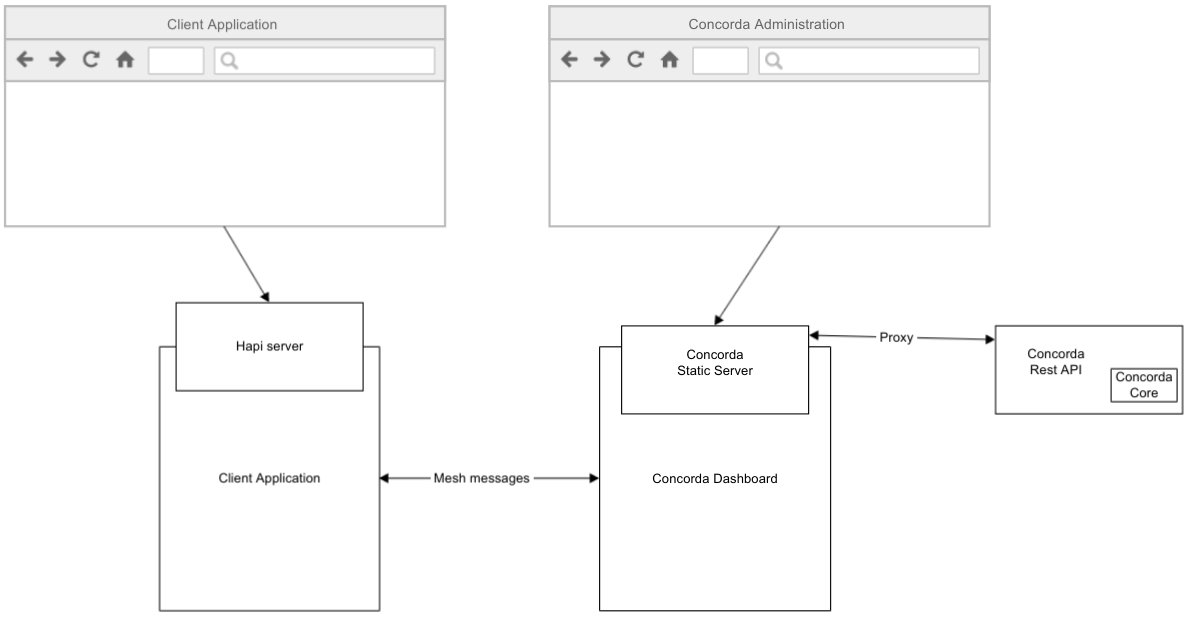 Client Application
Concorda Administration
Hapi server
Concorda
Static Server
Proxy
Concorda
Rest API
Concorda
Core
Client Application
Mesh messages
Concorda Dashboard